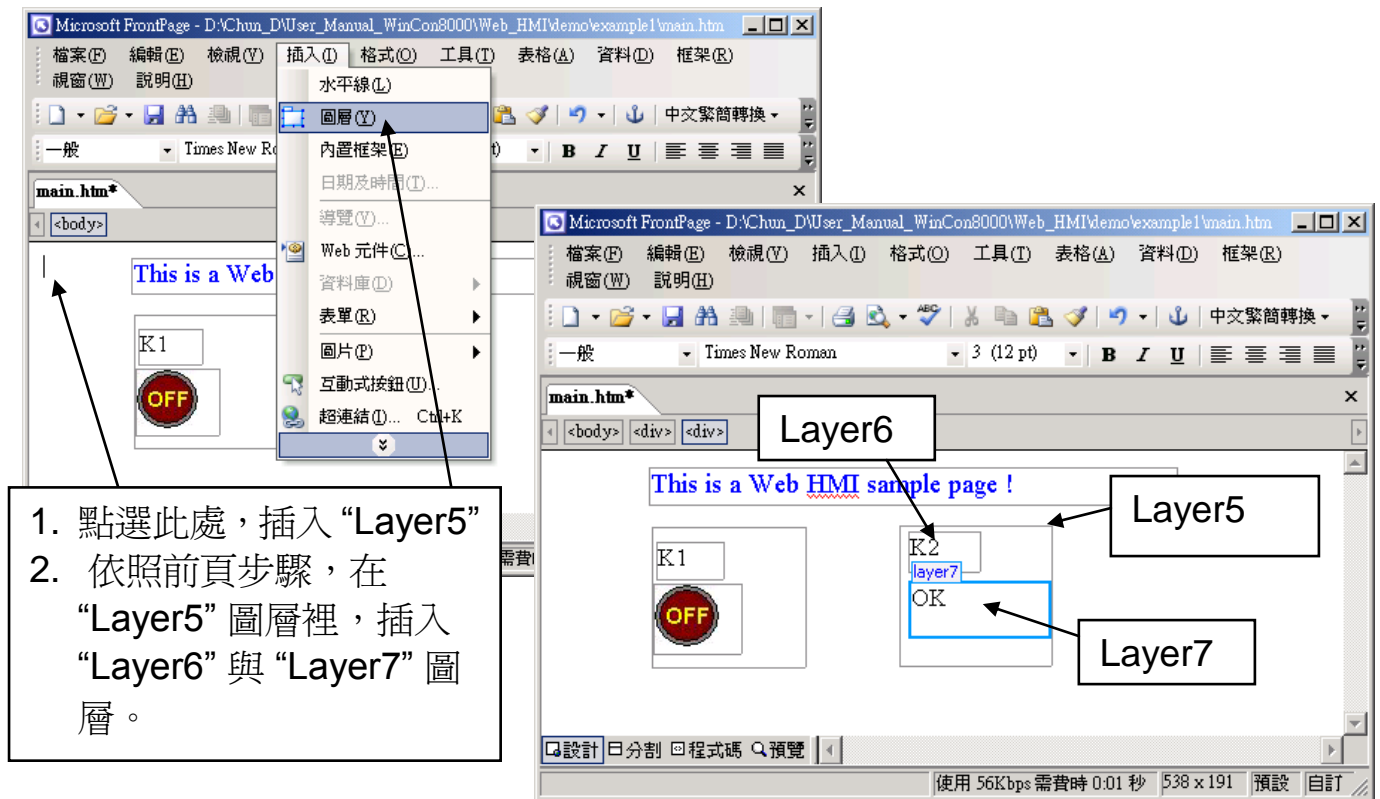 Microsoft FrontPage - D:\Chun_D\User_Manual_WinCon8000\Web_HMI\demo\example1\main.htm
檔案(F) 編輯(E) 檢視(V) 插入(I) 格式(O) 工具(T) 表格(A) 資料(D) 框架(R)
視窗(W) 說明(H)
中文繁簡轉換
一般 Times New Ro
B I U
main.htm*
<body>
水平線(L)
圖層(Y)
內置框架(E)
日期及時間(T)...
導覽(V)...
Web 元件(C)...
資料庫(D)
表單(R)
圖片(P)
互動式按鈕(U)...
超連結(I)... Ctrl+K
This is a Web
K1
OFF
需費
1. 點選此處，插入 “Layer5”
2. 依照前頁步驟，在
“Layer5” 圖層裡，插入
“Layer6” 與 “Layer7” 圖
層。
Microsoft FrontPage - D:\Chun_D\User_Manual_WinCon8000\Web_HMI\demo\example1\main.htm
檔案(F) 編輯(E) 檢視(V) 插入(I) 格式(O) 工具(T) 表格(A) 資料(D) 框架(R)
視窗(W) 說明(H)
ABC 中文繁簡轉換
一般 Times New Roman 3 (12 pt) B I U
main.htm*
<body> <div> <div>
Layer6
This is a Web HMI sample page !
Layer5
K1
OFF
K2
layer7
OK
Layer7
設計 分割 程式碼 預覽
使用 56Kbps 需費時 0:01 秒 538 x 191 預設 自訂